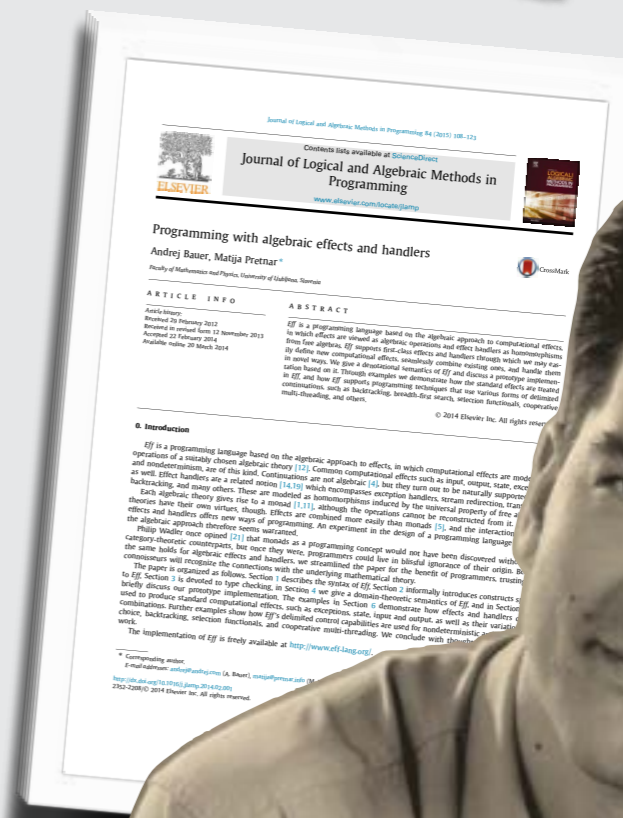 Journal of Logical and Algebraic Methods in Programming 84 (2015) 108–123
Contents lists available at ScienceDirect
Journal of Logical and Algebraic Methods in
Programming
www.elsevier.com/locate/jlamp
ELSEVIER
LOGICAL &
ALGEBRAIC
METHODS IN
PROGRAMMING
Programming with algebraic effects and handlers
CrossMark
Andrej Bauer, Matija Pretnar *
Faculty of Mathematics and Physics, University of Ljubljana, Slovenia
ARTICLE INFO
Article history:
Received 29 February 2012
Received in revised form 12 November 2013
Accepted 22 February 2014
Available online 20 March 2014
ABSTRACT
Eff is a programming language based on the algebraic approach to computational effects,
in which effects are viewed as algebraic operations and effect handlers as homomorphisms
from free algebras. Eff supports first-class effects and handlers through which we may eas-
ily define new computational effects, seamlessly combine existing ones, and handle them
in novel ways. We give a denotational semantics of Eff and discuss a prototype implemen-
tation based on it. Through examples we demonstrate how the standard effects are treated
in Eff, and how Eff supports programming techniques that use various forms of delimited
continuations, such as backtracking, breadth-first search, selection functionals, cooperative
multi-threading, and others.
© 2014 Elsevier Inc. All rights
0. Introduction
Eff is a programming language based on the algebraic approach to effects, in which computational effects are
operations of a suitably chosen algebraic theory [12]. Common computational effects such as input, output, state,
and nondeterminism, are of this kind. Continuations are not algebraic [4], but they turn out to be naturally supported
as well. Effect handlers are a related notion [14,19] which encompasses exception handlers, stream redirection,
backtracking, and many others. These are modeled as homomorphisms induced by the universal property of free
Each algebraic theory gives rise to a monad [1,11], although the operations cannot be reconstructed from it.
theories have their own virtues, though. Effects are combined more easily than monads [5], and the interaction
effects and handlers offers new ways of programming. An experiment in the design of a programming language
the algebraic approach therefore seems warranted.
Philip Wadler once opined [21] that monads as a programming concept would not have been discovered
category-theoretic counterparts, but once they were, programmers could live in blissful ignorance of their origin.
the same holds for algebraic effects and handlers, we streamlined the paper for the benefit of programmers, trusting
connoisseurs will recognize the connections with the underlying mathematical theory.
The paper is organized as follows. Section 1 describes the syntax of Eff, Section 2 informally introduces constructs
to Eff, Section 3 is devoted to type checking, in Section 4 we give a domain-theoretic semantics of Eff, and in Section
briefly discuss our prototype implementation. The examples in Section 6 demonstrate how effects and handlers
used to produce standard computational effects, such as exceptions, state, input and output, as well as their
combinations. Further examples show how Eff's delimited control capabilities are used for nondeterministic
choice, backtracking, selection functionals, and cooperative multi-threading. We conclude with
work.
The implementation of Eff is freely available at http://www.eff-lang.org/.
* Corresponding author.
E-mail addresses: andrej@andrej.com (A. Bauer), matija@pretnar.info
http://dx.doi.org/10.1016/j.jlamp.2014.02.001
2352-2208/© 2014 Elsevier Inc. All rights reserved.